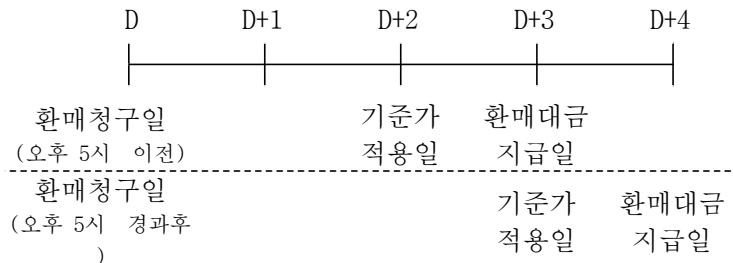 D D+1 D+2 D+3 D+4
환매청구일 기준가 환매대금
(오후 5시 이전) 적용일 지급일
환매청구일 기준가 환매대금
(오후 5시 경과후 적용일 지급일
)